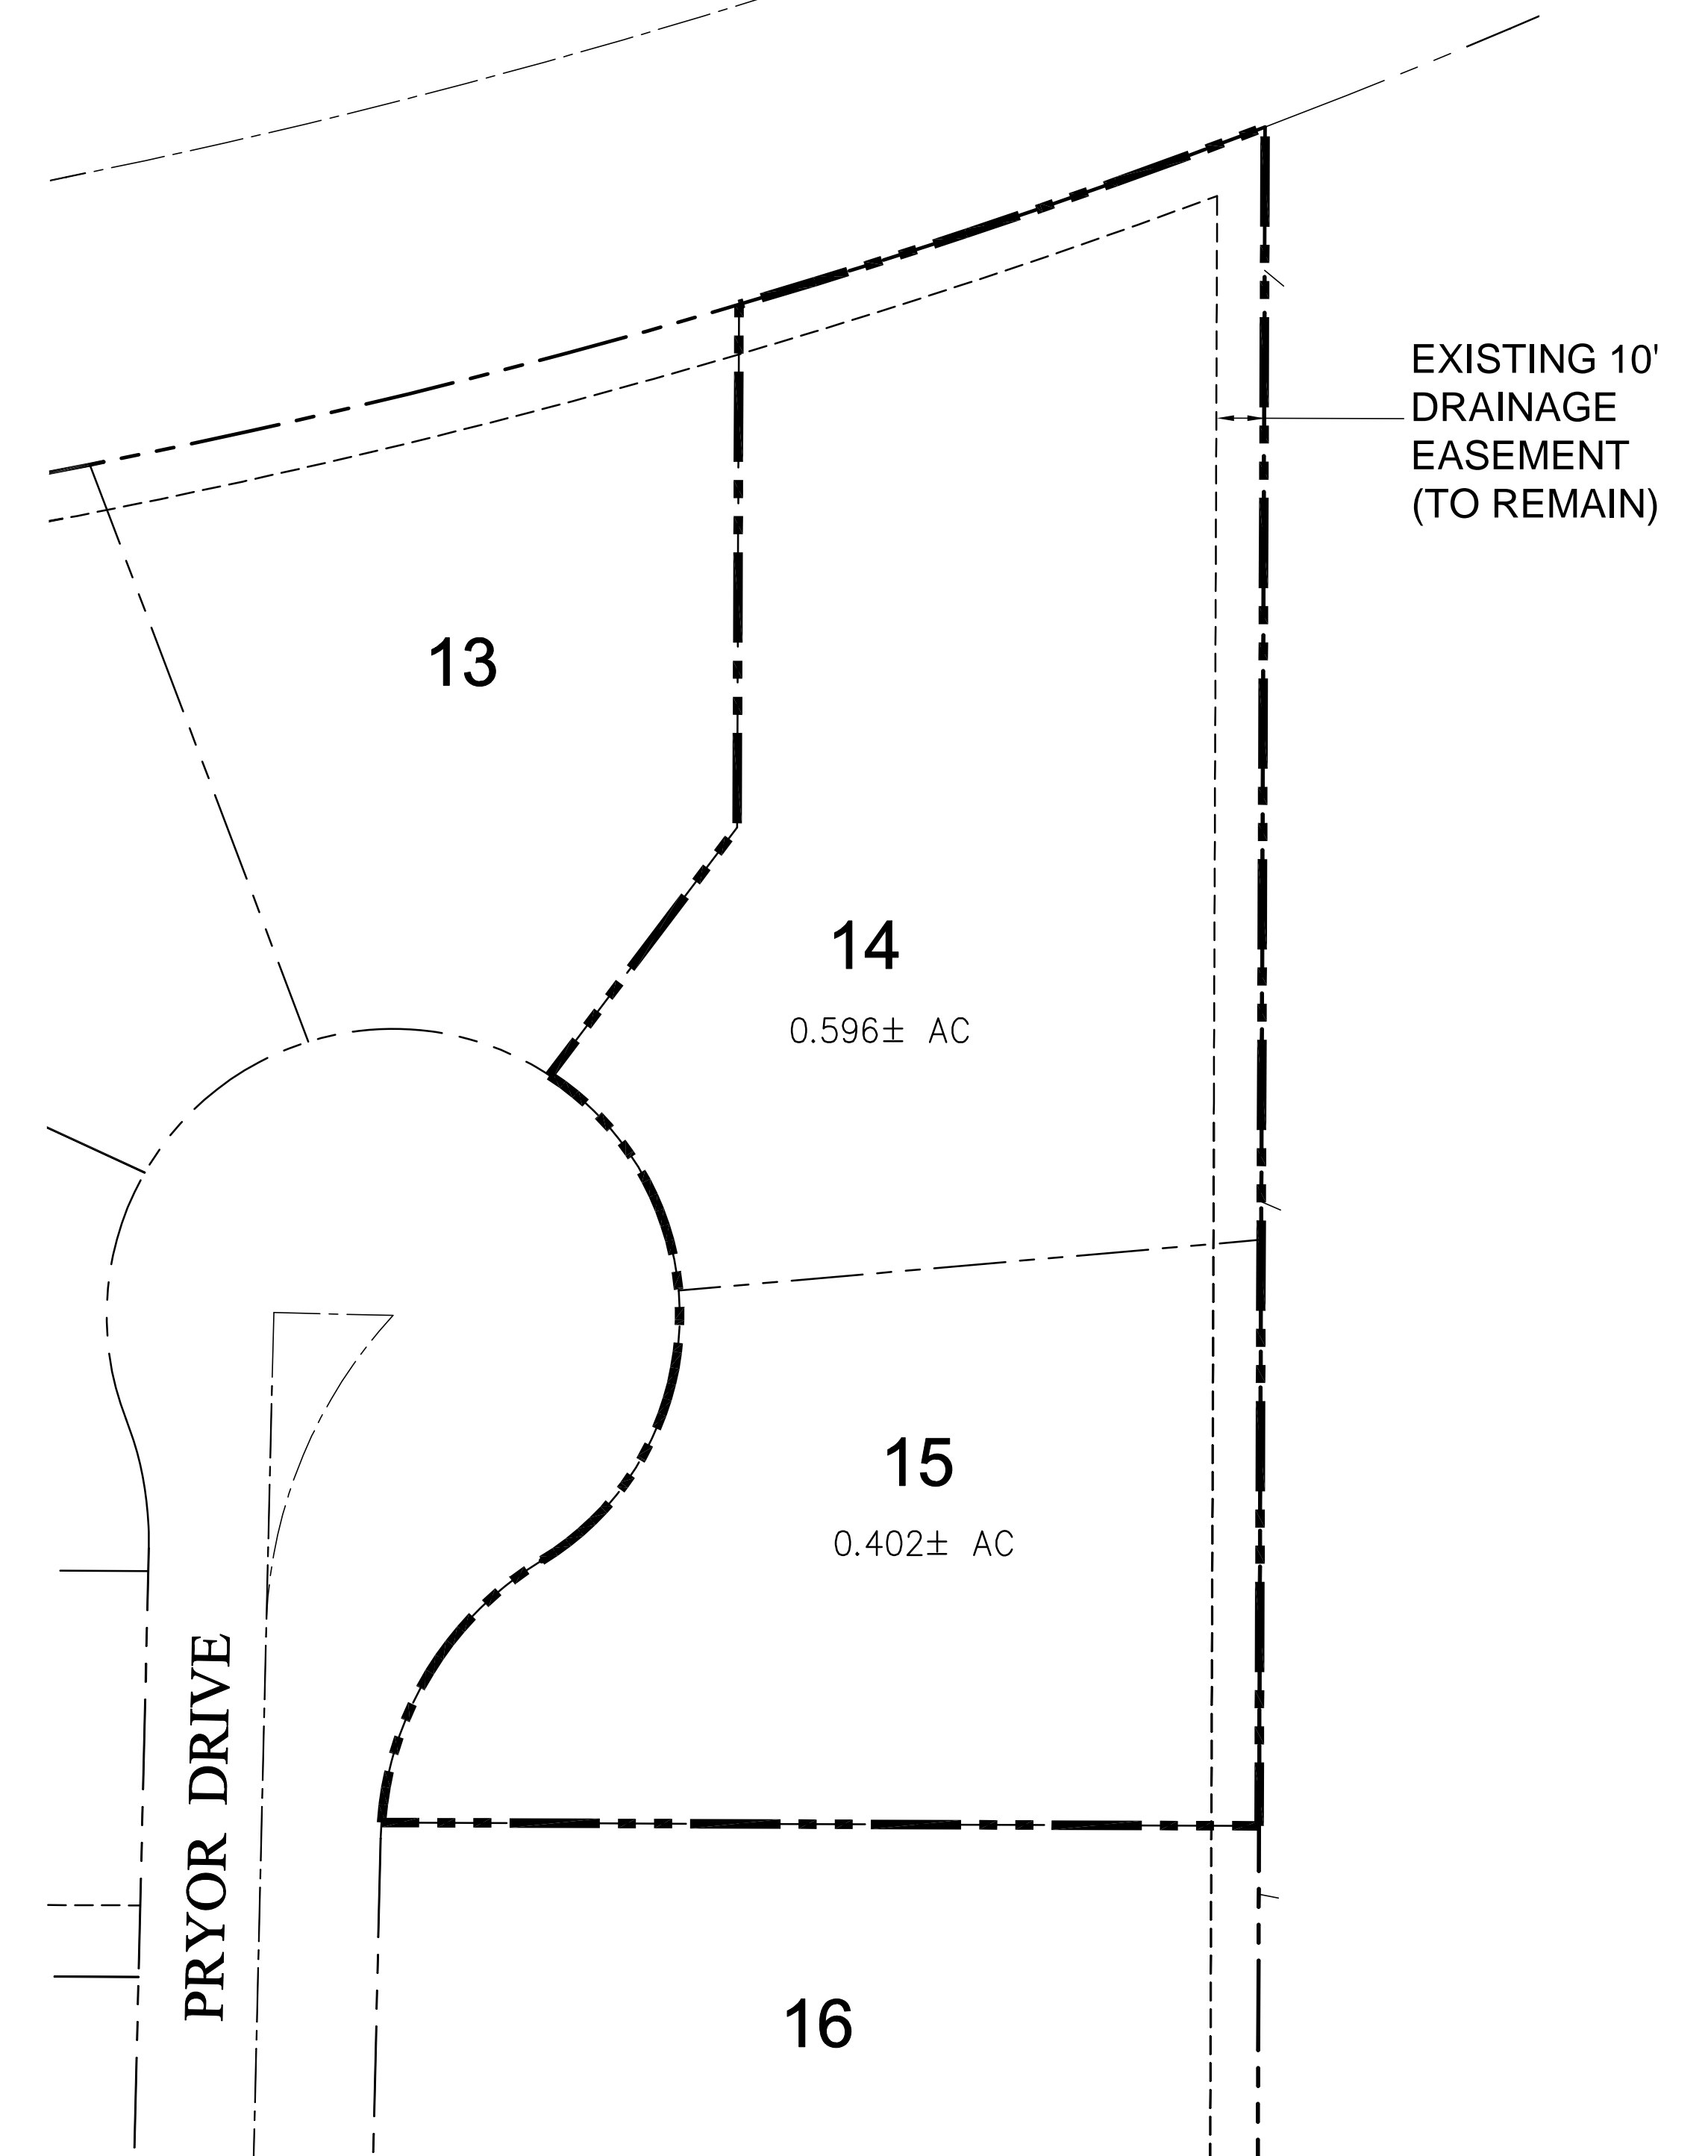 EXISTING 10'
DRAINAGE
EASEMENT
(TO REMAIN)
13
14
0.596± AC
15
0.402± AC
PRYOR DRIVE
16